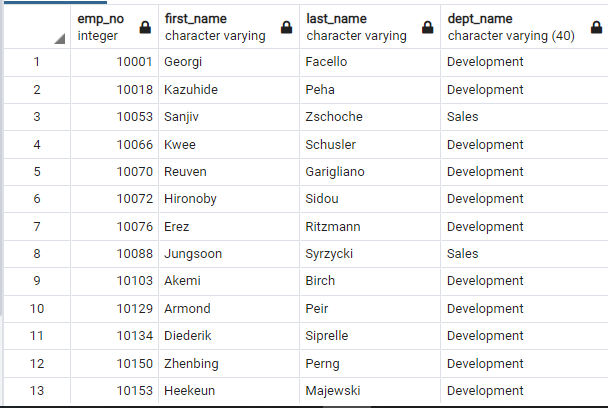 emp_no first_name last_name dept_name
integer character varying character varying character varying (40)
1 10001 Georgi Facello Development
2 10018 Kazuhide Peha Development
3 10053 Sanjiv Zschoche Sales
4 10066 Kwee Schusler Development
5 10070 Reuven Garigliano Development
6 10072 Hironoby Sidou Development
7 10076 Erez Ritzmann Development
8 10088 Jungsoon Syrzycki Sales
9 10103 Akemi Birch Development
10 10129 Armond Peir Development
11 10134 Diederik Siprelle Development
12 10150 Zhenbing Perng Development
13 10153 Heekeun Majewski Development